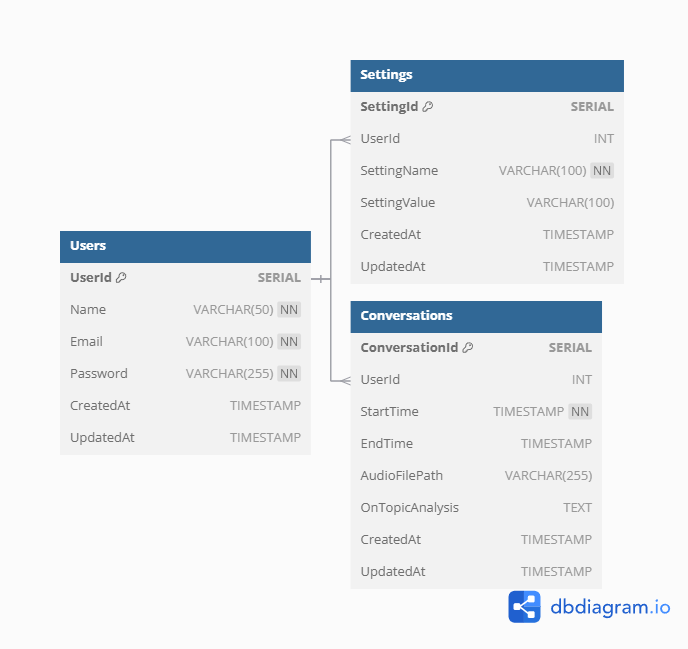 Settings
SettingId SERIAL
UserId INT
SettingName VARCHAR(100) NN
SettingValue VARCHAR(100)
CreatedAt TIMESTAMP
UpdatedAt TIMESTAMP
Users
UserId SERIAL
Name VARCHAR(50) NN
Email VARCHAR(100) NN
Password VARCHAR(255) NN
CreatedAt TIMESTAMP
UpdatedAt TIMESTAMP
Conversations
ConversationId SERIAL
UserId INT
StartTime TIMESTAMP NN
EndTime TIMESTAMP
AudioFilePath VARCHAR(255)
OnTopicAnalysis TEXT
CreatedAt TIMESTAMP
UpdatedAt TIMESTAMP
dbdiagram.io